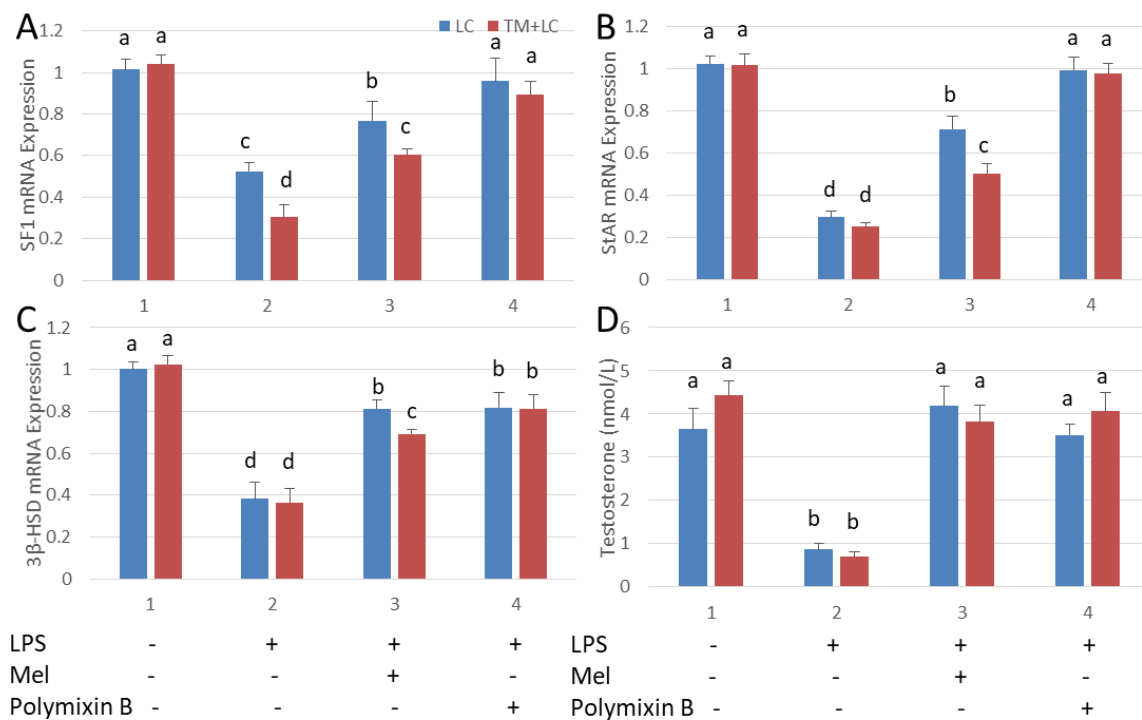 A
LC TM+LC
SF1 mRNA Expression
1.2
1
0.8
0.6
0.4
0.2
0
a a
c d
b c
a a
1 2 3 4
B
StAR mRNA Expression
1.2
1
0.8
0.6
0.4
0.2
0
a a
d d
b c
a a
1 2 3 4
C
3β-HSD mRNA Expression
1.2
1
0.8
0.6
0.4
0.2
0
a a
d d
b c
b b
1 2 3 4
D
Testosterone (nmol/L)
6
5
4
3
2
1
0
a a
b b
a a
a a
1 2 3 4
LPS - + + +
Mel - - + -
Polymixin B - - - +
LPS - + + +
Mel - - + -
Polymixin B - - - +